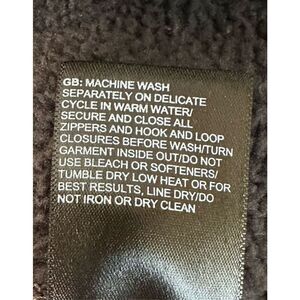 GB: MACHINE WASH
SEPARATELY ON DELICATE
CYCLE IN WARM WATER/
SECURE AND CLOSE ALL
ZIPPERS AND HOOK AND LOOP
CLOSURES BEFORE WASH/TURN
GARMENT INSIDE OUT/DO NOT
USE BLEACH OR SOFTENERS/
TUMBLE DRY LOW HEAT OR FOR
BEST RESULTS, LINE DRY/DO
NOT IRON OR DRY CLEAN